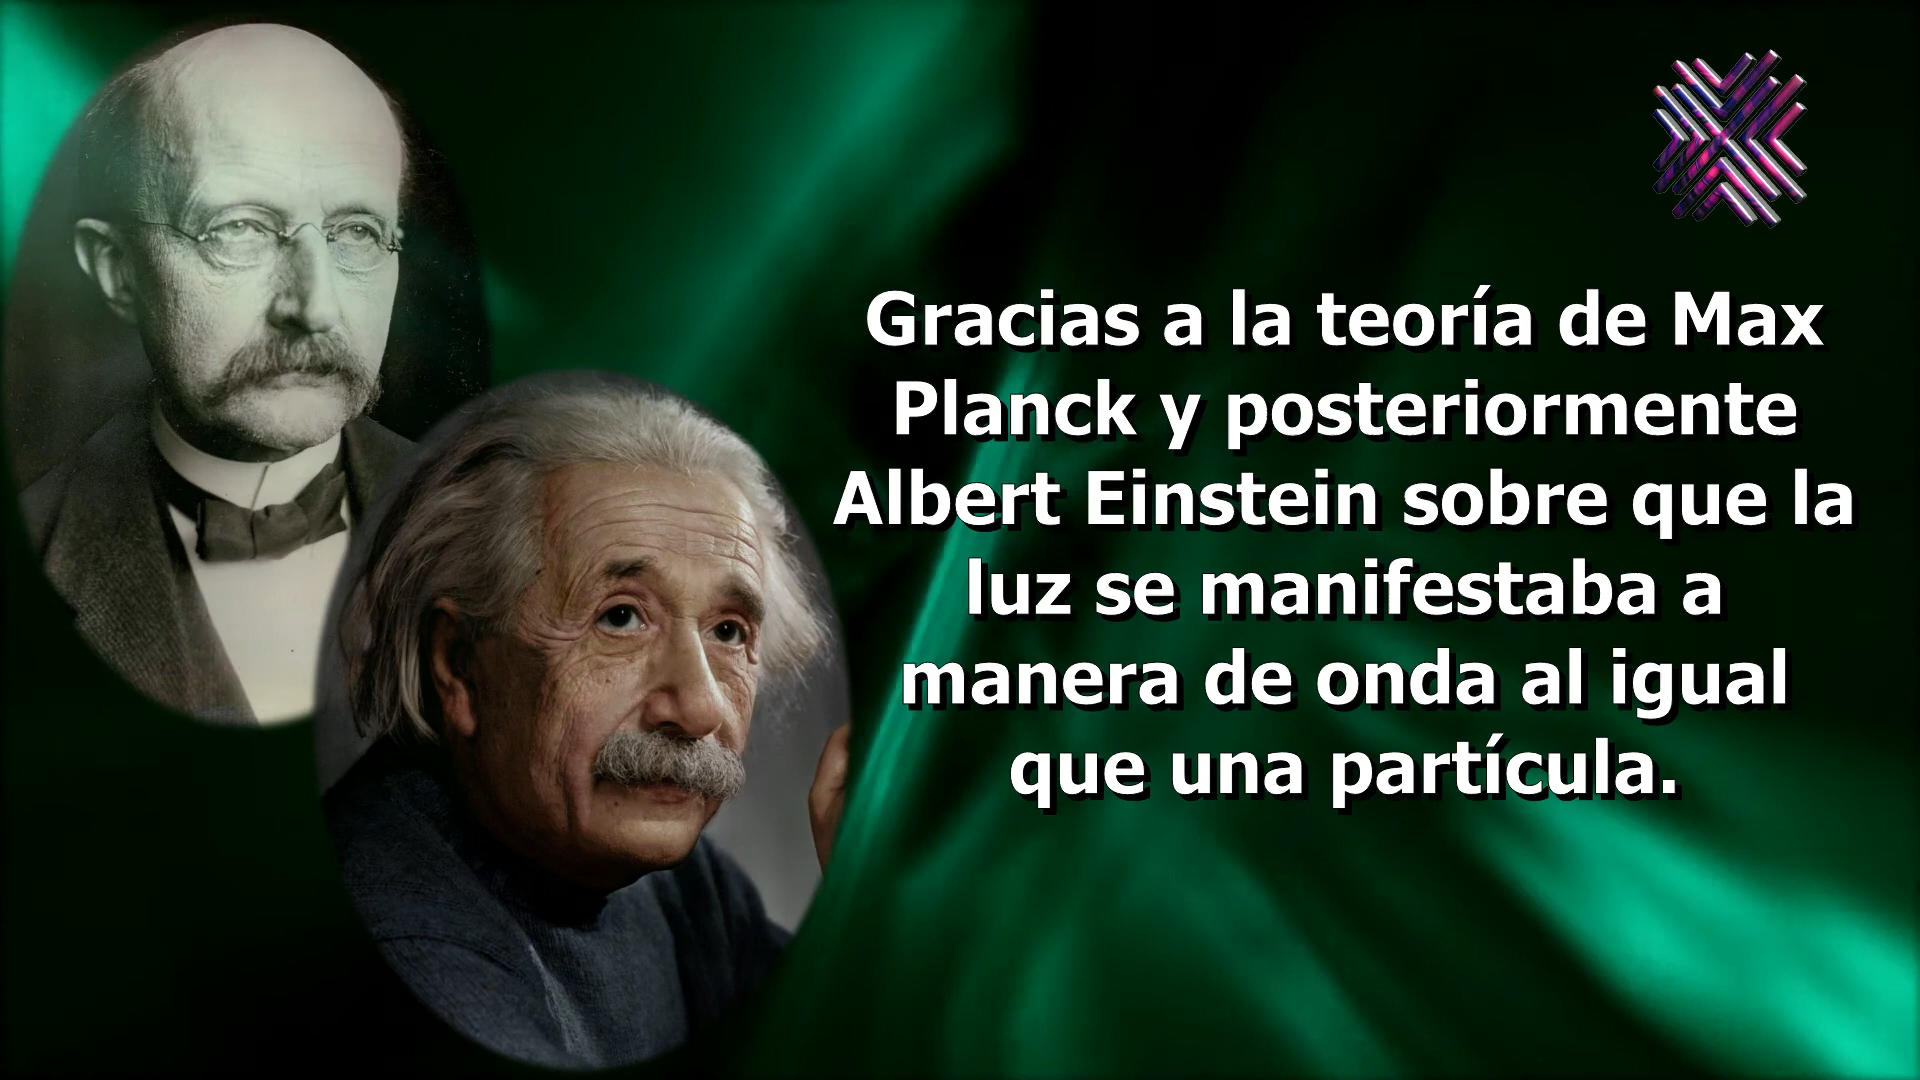 Gracias a la teoría de Max
Planck y posteriormente
Albert Einstein sobre que la
luz se manifestaba a
manera de onda al igual
que una partícula.